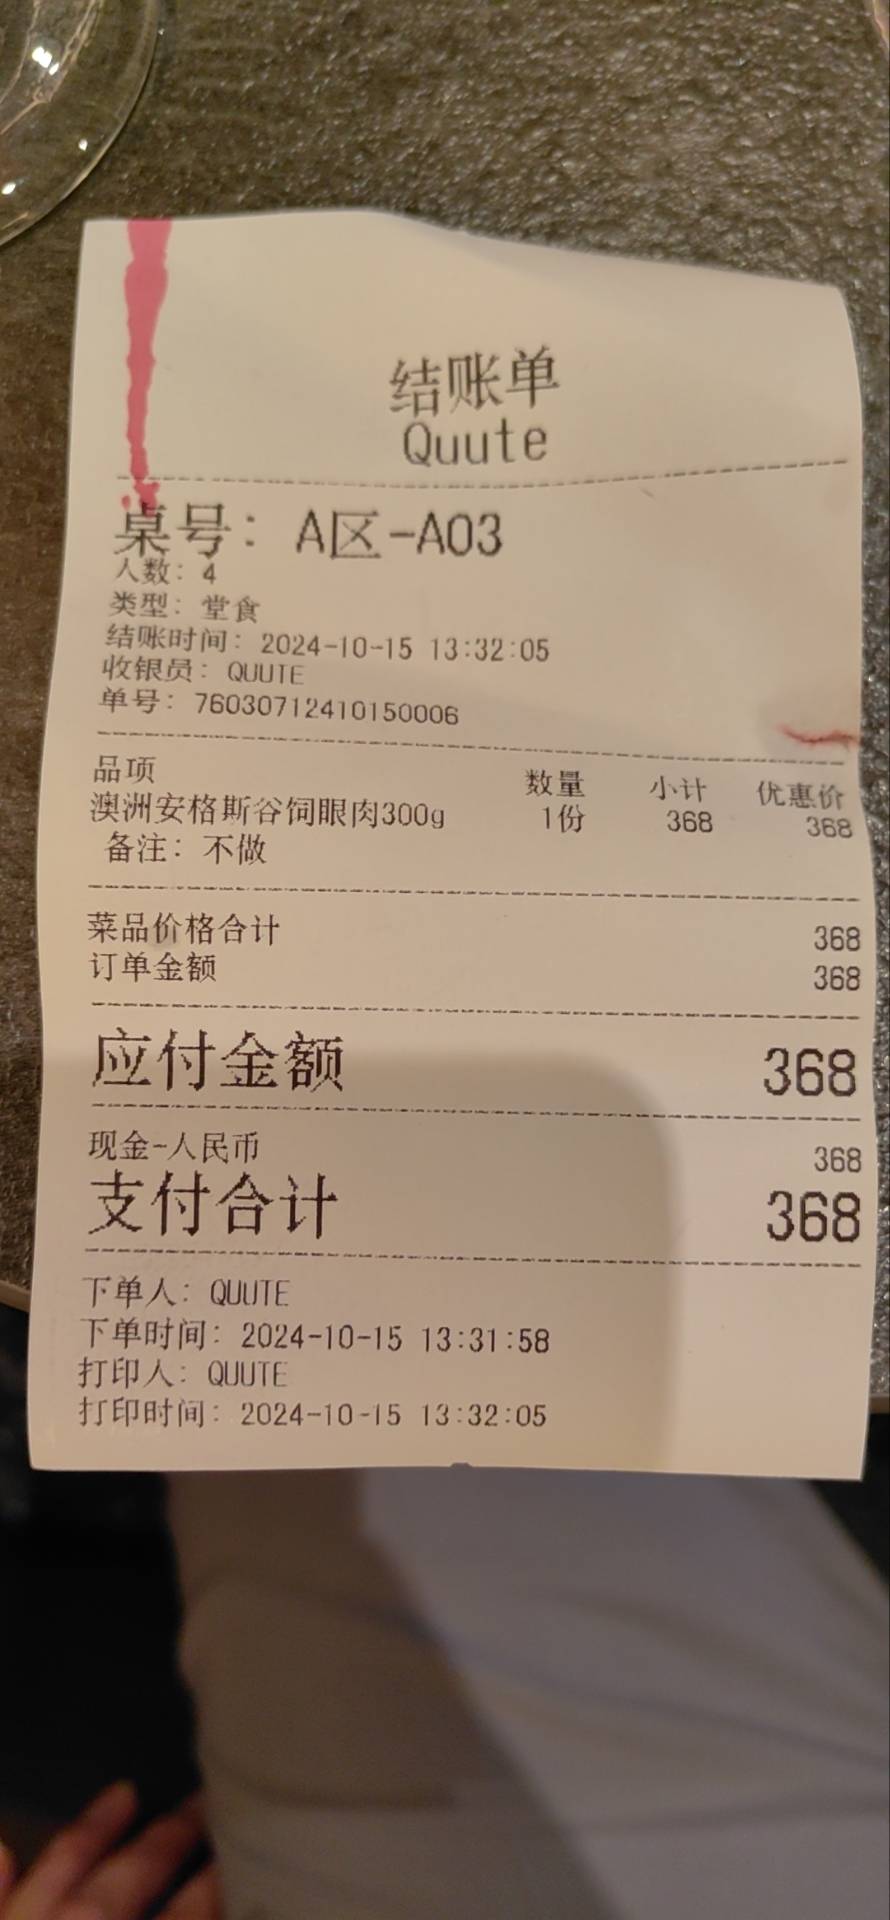 结账单
Quute
桌号：A区-A03
人数：4
类型：堂食
结账时间：2024-10-15 13:32:05
收银员：QUUTE
单号：76030712410150006
品项 数量 小计 优惠价
澳洲安格斯谷饲眼肉300g 1份 368 368
备注：不做
菜品价格合计 368
订单金额 368
应付金额 368
现金-人民币 368
支付合计 368
下单人：QUUTE
下单时间：2024-10-15 13:31:58
打印人：QUUTE
打印时间：2024-10-15 13:32:05